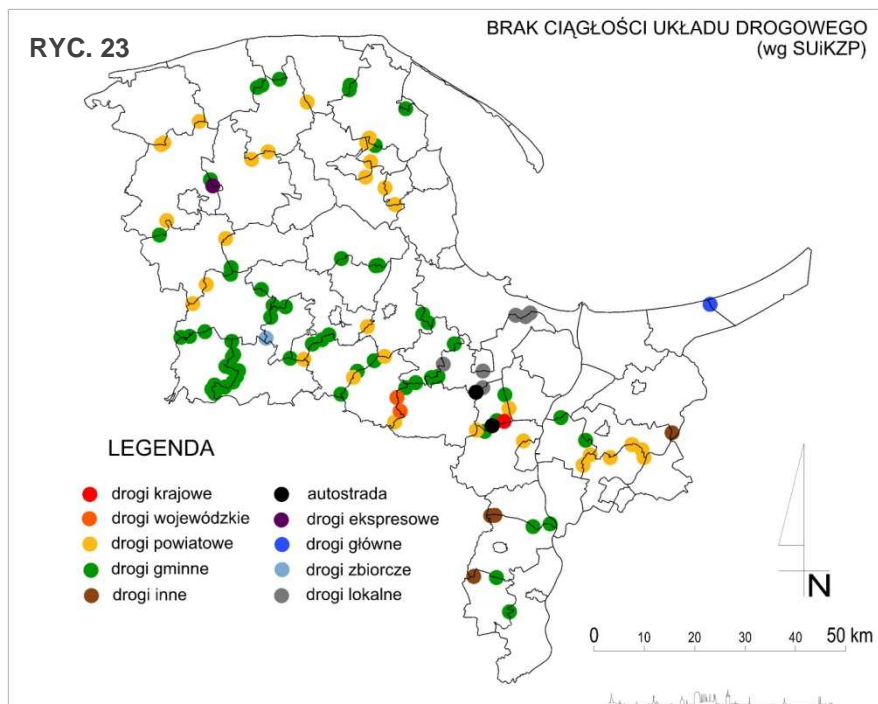 RYC. 23
BRAK CIĄGŁOŚCI UKŁADU DROGOWEGO
(wg SUiKZP)
LEGENDA
drogi krajowe
drogi wojewódzkie
drogi powiatowe
drogi gminne
drogi inne
autostrada
drogi ekspresowe
drogi główne
drogi zbiorcze
drogi lokalne
N
0 10 20 30 40 50 km